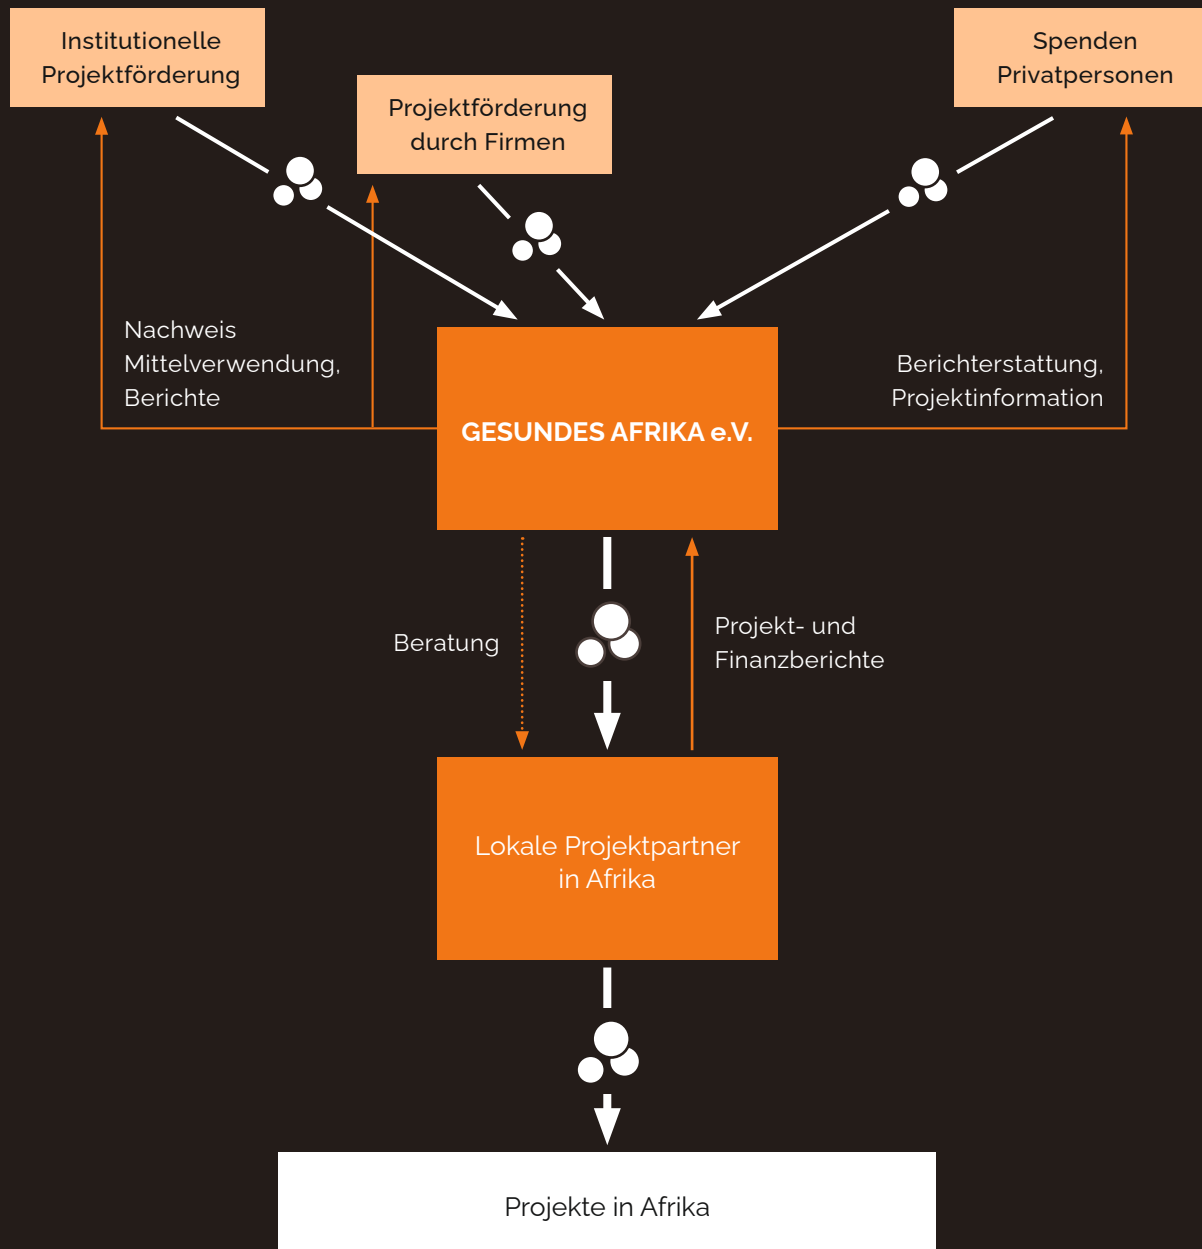 Institutionelle
Projektförderung
Projektförderung
durch Firmen
Spenden
Privatpersonen
Nachweis
Mittelverwendung,
Berichte
Berichterstattung,
Projektinformation
GESUNDES AFRIKA e.V.
Beratung
Projekt- und
Finanzberichte
Lokale Projektpartner
in Afrika
Projekte in Afrika